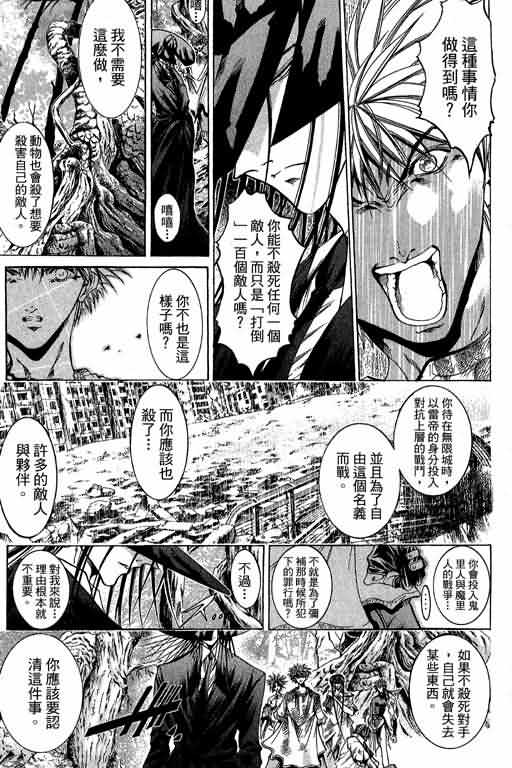 這種事情你
做得到嗎？
你能不殺死任何一個
敵人，而只是「打倒
」一百個敵人嗎？
嘻…
嘻…
我不需要
這麼做，
動物也會殺了想要
殺害自己的敵人。
你不也是這
樣子嗎？
你待在無限城時，
以雷帝的身分投入
對抗上層的戰鬥，
並且為了自
由這個名義
而戰。
而你應該也
殺了…
許多的敵人
與夥伴。
你會投入鬼
里人與魔里
人的戰爭…
不就是為了彌
補那時候所犯
下的罪行嗎？
不過…
對我來說…
理由根本就
不重要。
如果不殺死對手
，自己就會失去
某些東西。
你應該要認
清這件事。